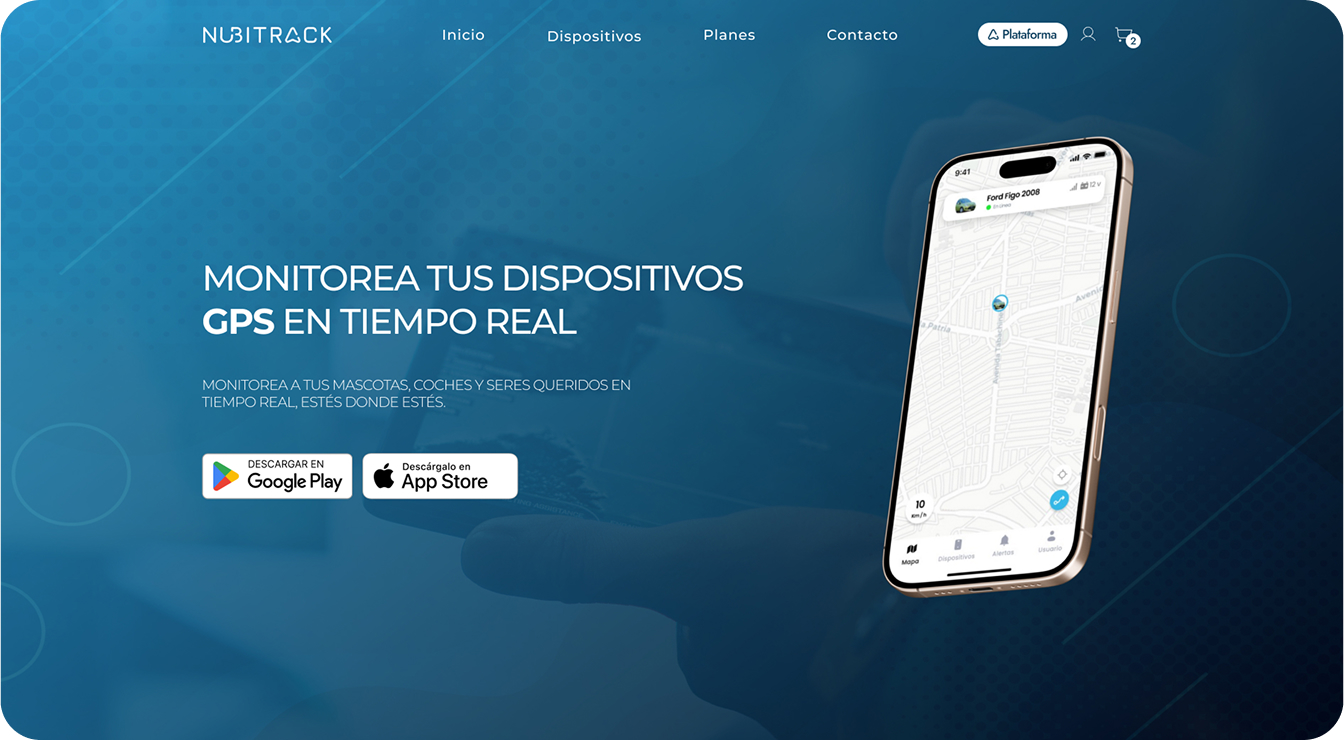 NUBITRACK
Inicio
Dispositivos
Planes
Contacto
Plataforma
2
MONITOREA TUS DISPOSITIVOS
GPS EN TIEMPO REAL
MONITOREA A TUS MASCOTAS, COCHES Y SERES QUERIDOS EN
TIEMPO REAL, ESTÉS DONDE ESTÉS.
DESCARGAR EN
Google Play
Descárgalo en
App Store
9:41
Ford Figo 2008
12 v
En Línea
Avenida
a Patria
Avenida Tabachines
10
Km/h
Mapa
Dispositivos
Alertas
Usuario